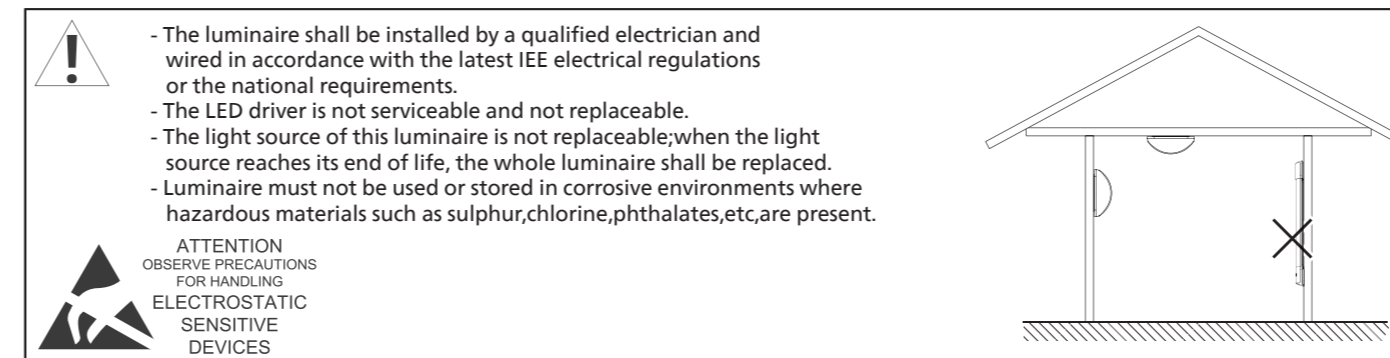 - The luminaire shall be installed by a qualified electrician and
wired in accordance with the latest IEE electrical regulations
or the national requirements.
- The LED driver is not serviceable and not replaceable.
- The light source of this luminaire is not replaceable;when the light
source reaches its end of life, the whole luminaire shall be replaced.
- Luminaire must not be used or stored in corrosive environments where
hazardous materials such as sulphur,chlorine,phthalates,etc,are present.
ATTENTION
OBSERVE PRECAUTIONS
FOR HANDLING
ELECTROSTATIC
SENSITIVE
DEVICES